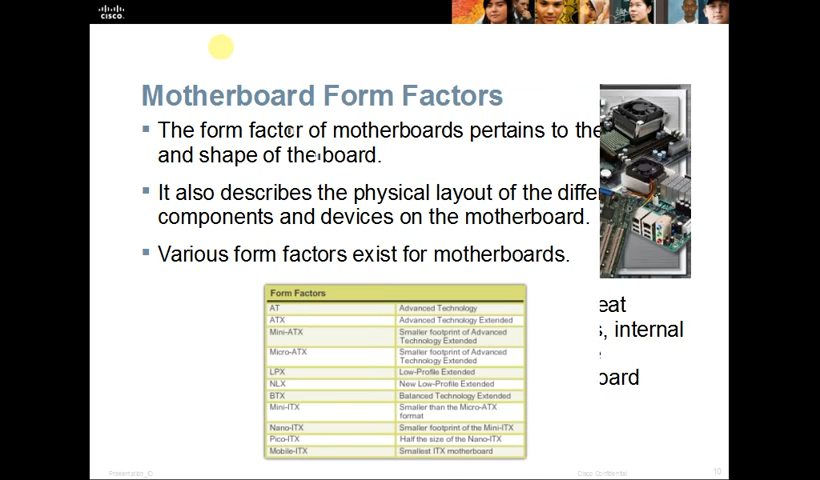 CISCO.
Motherboard Form Factors
The form factor of motherboards pertains to the
and shape of the board.
It also describes the physical layout of the differ
components and devices on the motherboard.
Various form factors exist for motherboards.
eat
s, internal
e
oard
Form Factors
AT Advanced Technology
ATX Advanced Technology Extended
Mini-ATX Smaller footprint of Advanced
Technology Extended
Micro-ATX Smaller footprint of Advanced
Technology Extended
LPX Low-Profile Extended
NLX New Low-Profile Extended
BTX Balanced Technology Extended
Mini-ITX Smaller than the Micro-ATX
format
Nano-ITX Smaller footprint of the Mini-ITX
Pico-ITX Half the size of the Nano-ITX
Mobile-ITX Smallest ITX motherboard
Presentation_ID Cisco Confidential 10